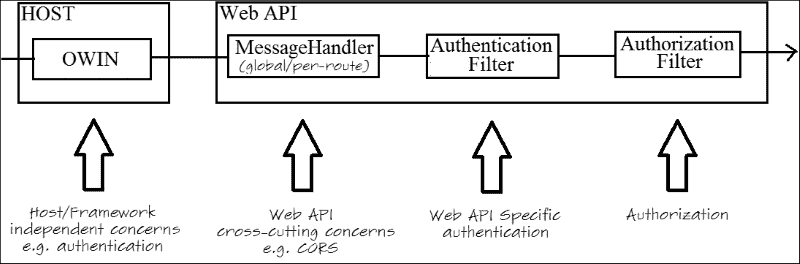 HOST
OWIN
Web API
MessageHandler
(global/per-route)
Authentication
Filter
Authorization
Filter
Host/Framework
independent concerns
e.g. authentication
Web API
cross-cutting concerns
e.g. CORS
Web API Specific
authentication
Authorization